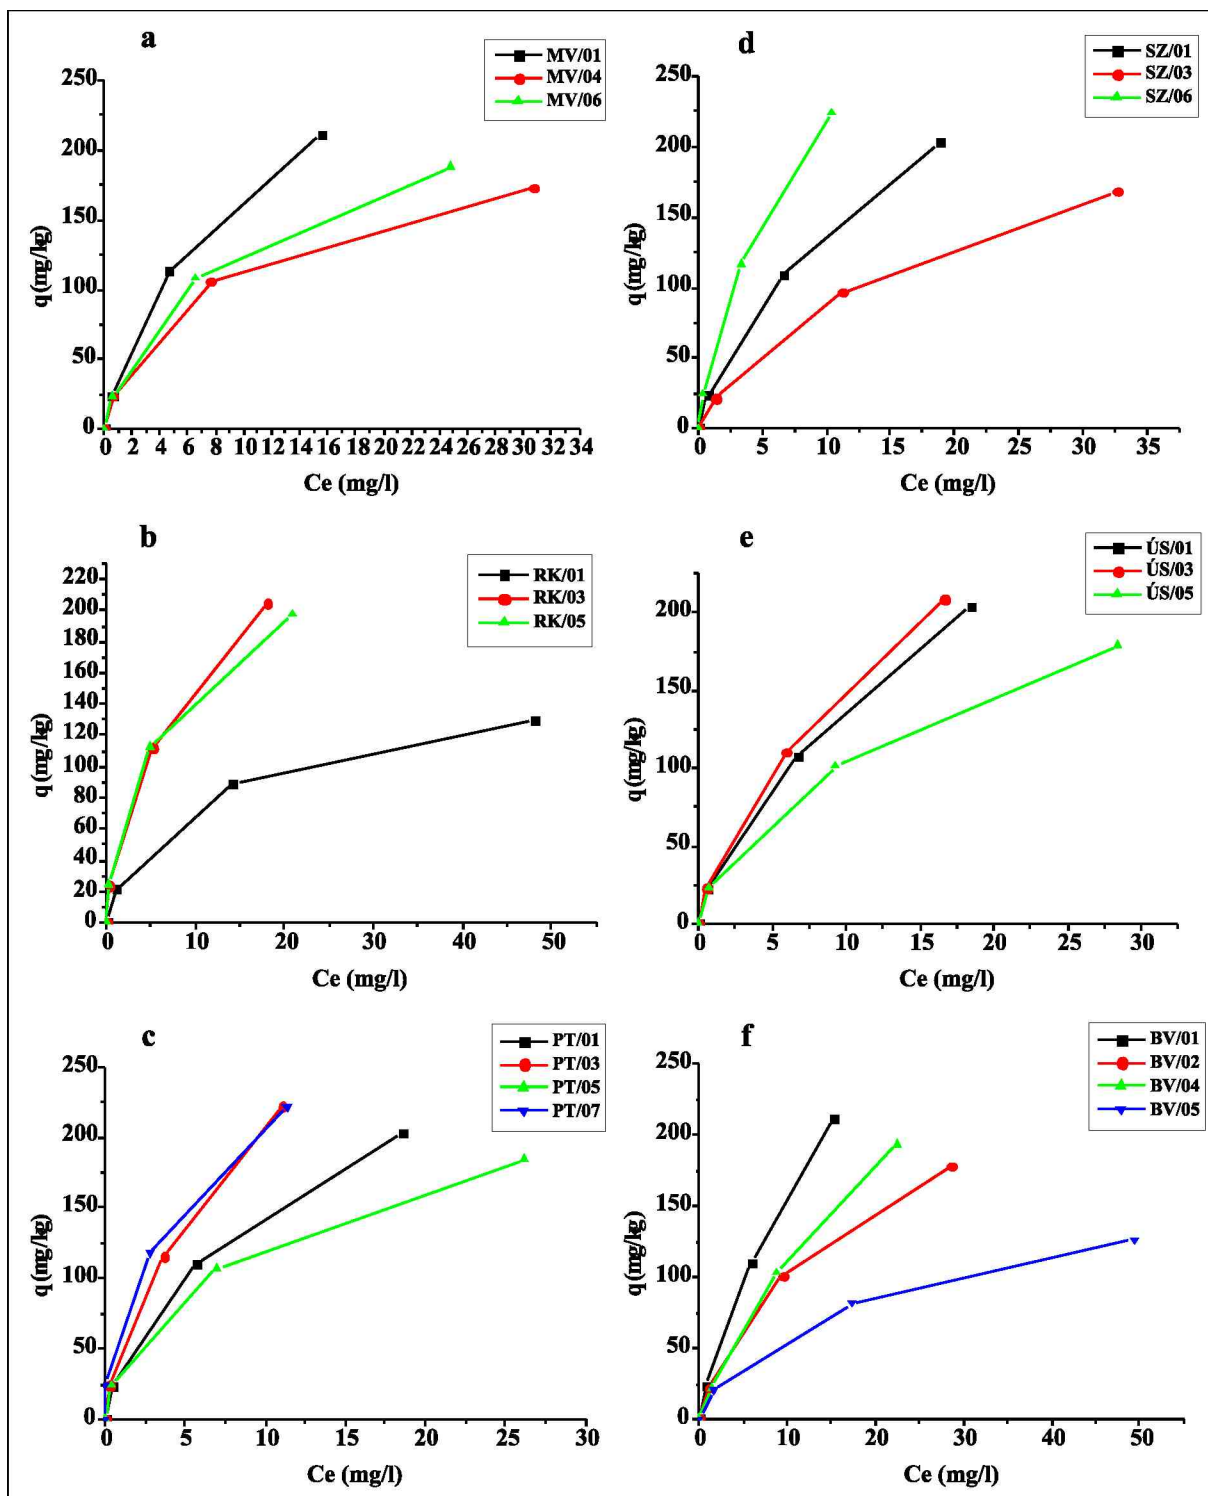 a
MV/01
MV/04
MV/06
250
200
150
100
50
0
q (mg/kg)
0 2 4 6 8 10 12 14 16 18 20 22 24 26 28 30 32 34
Ce (mg/l)
d
SZ/01
SZ/03
SZ/06
250
200
150
100
50
0
q (mg/kg)
0 5 10 15 20 25 30 35
Ce (mg/l)
b
RK/01
RK/03
RK/05
220
200
180
160
140
120
100
80
60
40
20
0
q (mg/kg)
0 10 20 30 40 50
Ce (mg/l)
e
ÚS/01
ÚS/03
ÚS/05
200
150
100
50
0
q (mg/kg)
0 5 10 15 20 25 30
Ce (mg/l)
c
PT/01
PT/03
PT/05
PT/07
250
200
150
100
50
0
q (mg/kg)
0 5 10 15 20 25 30
Ce (mg/l)
f
BV/01
BV/02
BV/04
BV/05
250
200
150
100
50
0
q (mg/kg)
0 10 20 30 40 50
Ce (mg/l)